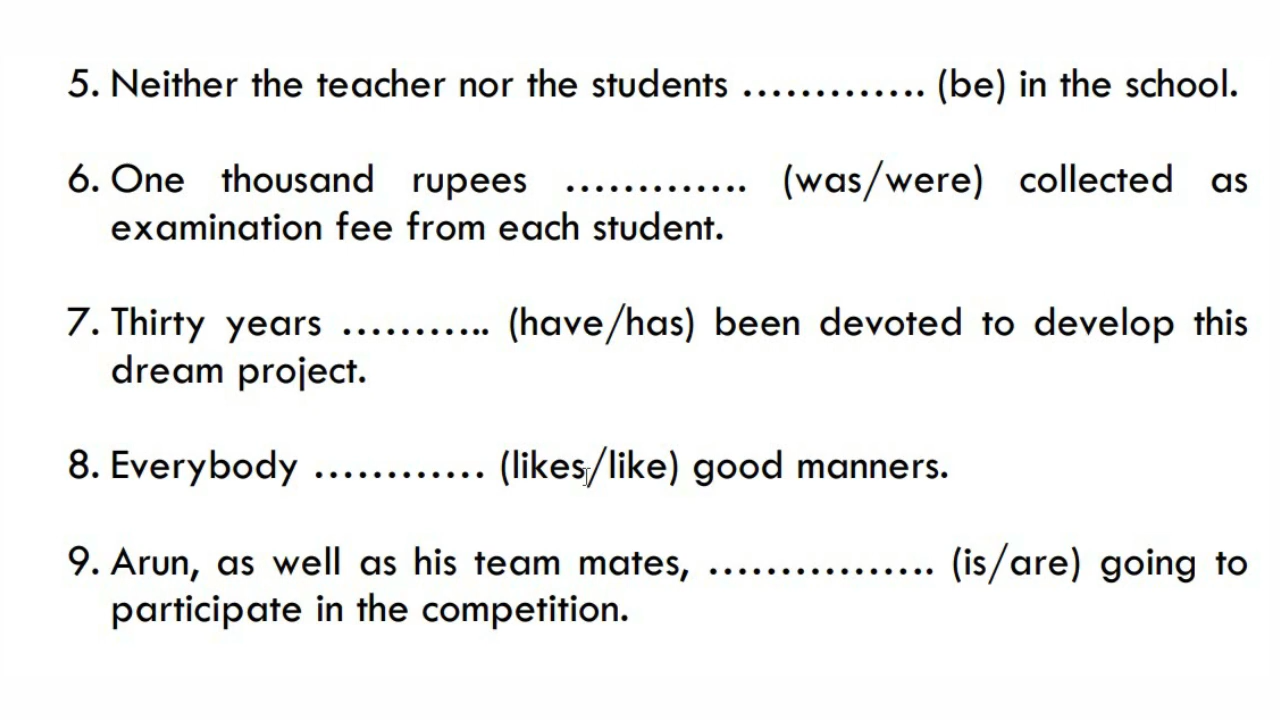 5. Neither the teacher nor the students ............. (be) in the school.
6. One thousand rupees ............. (was/were) collected as
examination fee from each student.
7. Thirty years ........... (have/has) been devoted to develop this
dream project.
8. Everybody ............ (likes/like) good manners.
9. Arun, as well as his team mates, ................ (is/are) going to
participate in the competition.